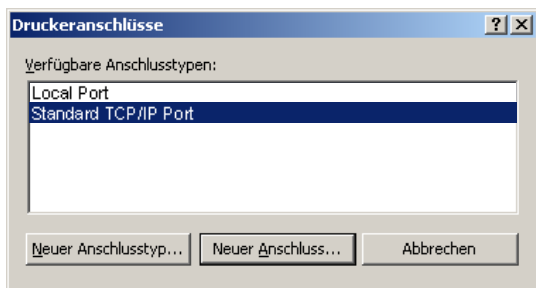 Druckeranschlüsse
Verfügbare Anschlusstypen:
Local Port
Standard TCP/IP Port
Neuer Anschlusstyp... Neuer Anschluss... Abbrechen